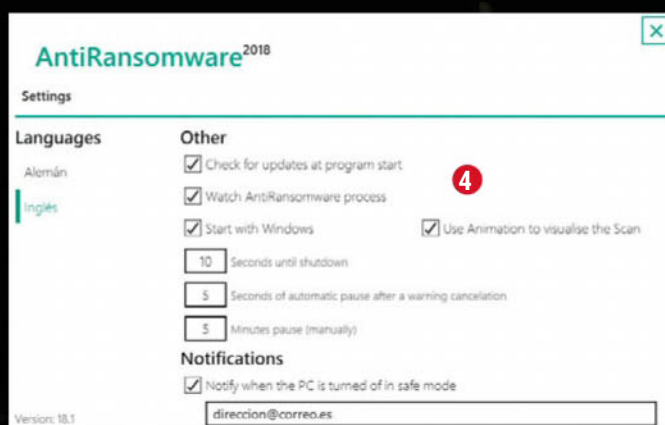 AntiRansomware2018
Settings
Languages
Alemán
Inglés
Other
Check for updates at program start
Watch AntiRansomware process
4
Start with Windows
Use Animation to visualise the Scan
10 Seconds until shutdown
5 Seconds of automatic pause after a warning cancelation
5 Minutes pause (manually)
Notifications
Notify when the PC is turned of in safe mode
direccion@correo.es
Version: 18.1